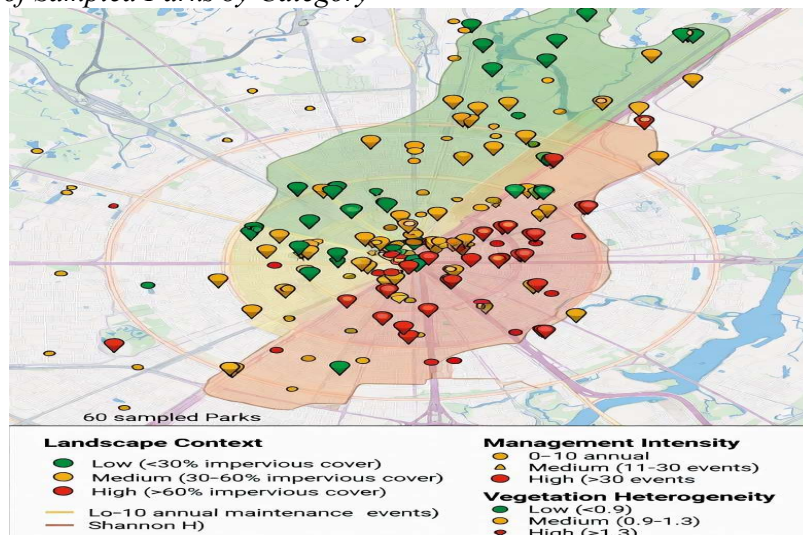 of Sampled Parks by Category
60 sampled Parks
Landscape Context
Low (<30% impervious cover)
Medium (30–60% impervious cover)
High (>60% impervious cover)
Lo-10 annual maintenance events)
Shannon H)
Management Intensity
0–10 annual
Medium (11-30 events)
High (>30 events
Vegetation Heterogeneity
Low (<0.9)
Medium (0.9–1.3)
High (>1.3)